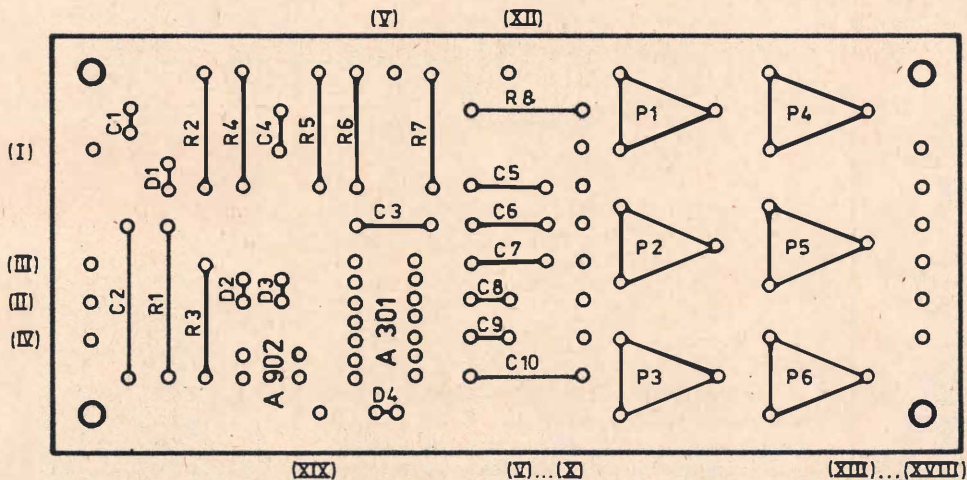 (V) (XII)
R8 P1 P4
C1 R2 R4 C4 R5 R6 R7
(I)
D1 C5
C3 C6
P2 P5
(III) C7
(II) C2 R1 R3 D2 D3 A 301 C8
(IV) C9
A 902 C10 P3 P6
D4
(XIX) (V)...(X) (XIII)...(XVIII)